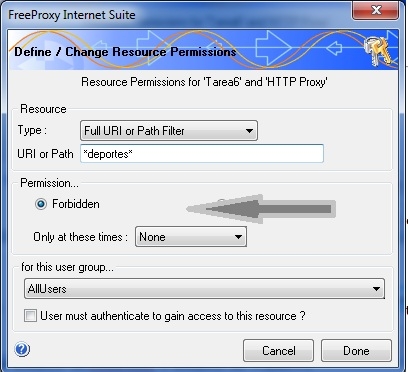 FreeProxy Internet Suite
Define / Change Resource Permissions
Resource Permissions for 'Tarea6' and 'HTTP Proxy'
Resource
Type :
Full URI or Path Filter
URI or Path
*deportes*
Permission...
Forbidden
Only at these times :
None
for this user group...
AllUsers
User must authenticate to gain access to this resource ?
Cancel
Done